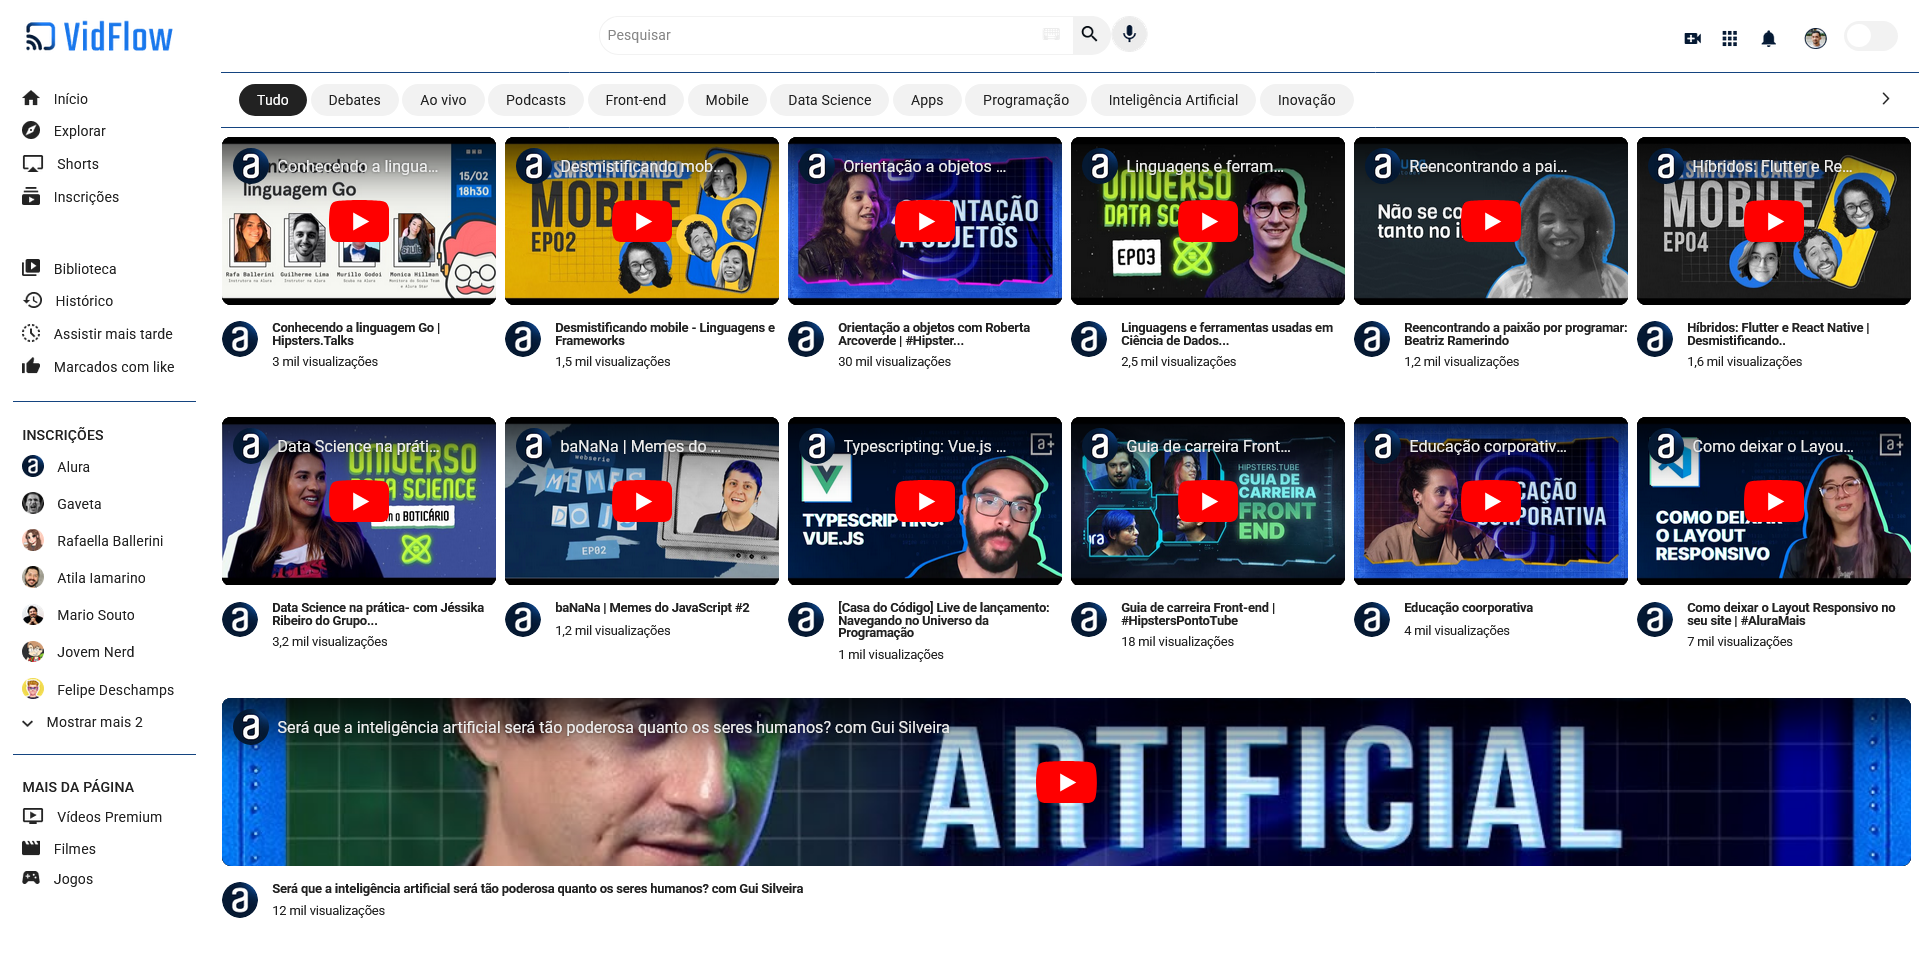 VidFlow
Pesquisar
Início
Explorar
Shorts
Inscrições
Biblioteca
Histórico
Assistir mais tarde
Marcados com like
INSCRIÇÕES
Alura
Gaveta
Rafaella Ballerini
Atila Iamarino
Mario Souto
Jovem Nerd
Felipe Deschamps
Mostrar mais 2
MAIS DA PÁGINA
Vídeos Premium
Filmes
Jogos
Tudo Debates Ao vivo Podcasts Front-end Mobile Data Science Apps Programação Inteligência Artificial Inovação
Conhecendo a lingua...
linguagem Go
15/02
18h30
Rafa Ballerini Guilherme Lima Murillo Godoi Monica Hillman
Conhecendo a linguagem Go |
Hipsters.Talks
3 mil visualizações
Desmistificando mob...
DESMISTIFICANDO
MOBILE
EP02
Desmistificando mobile - Linguagens e
Frameworks
1,5 mil visualizações
Orientação a objetos ...
A OBJETOS
Orientação a objetos com Roberta
Arcoverde | #Hipster...
30 mil visualizações
Linguagens e ferram...
UNIVERSO
DATA SC
EP03
Linguagens e ferramentas usadas em
Ciência de Dados...
2,5 mil visualizações
Reencontrando a pai...
Não se co
tanto no i
Reencontrando a paixão por programar:
Beatriz Ramerindo
1,2 mil visualizações
Híbridos: Flutter e Re...
DESMISTIFICANDO
MOBILE
EP04
Híbridos: Flutter e React Native |
Desmistificando..
1,6 mil visualizações
Data Science na práti...
UNIVERSO
DATA SCIENCE
com o BOTICÁRIO
Data Science na prática- com Jéssika
Ribeiro do Grupo...
3,2 mil visualizações
baNaNa | Memes do ...
webserie
MEMES
DO JS
EP02
baNaNa | Memes do JavaScript #2
1,2 mil visualizações
Typescripting: Vue.js ...
a+
TYPESCRIPTING:
VUE.JS
[Casa do Código] Live de lançamento:
Navegando no Universo da
Programação
1 mil visualizações
Guia de carreira Front...
HIPSTERS.TUBE
GUIA DE
CARREIRA
FRONT
END
Guia de carreira Front-end |
#HipstersPontoTube
18 mil visualizações
Educação corporativ...
CORPORATIVA
Educação coorporativa
4 mil visualizações
Como deixar o Layou...
a+
COMO DEIXAR
O LAYOUT
RESPONSIVO
Como deixar o Layout Responsivo no
seu site | #AluraMais
7 mil visualizações
Será que a inteligência artificial será tão poderosa quanto os seres humanos? com Gui Silveira
ARTIFICIAL
Será que a inteligência artificial será tão poderosa quanto os seres humanos? com Gui Silveira
12 mil visualizações